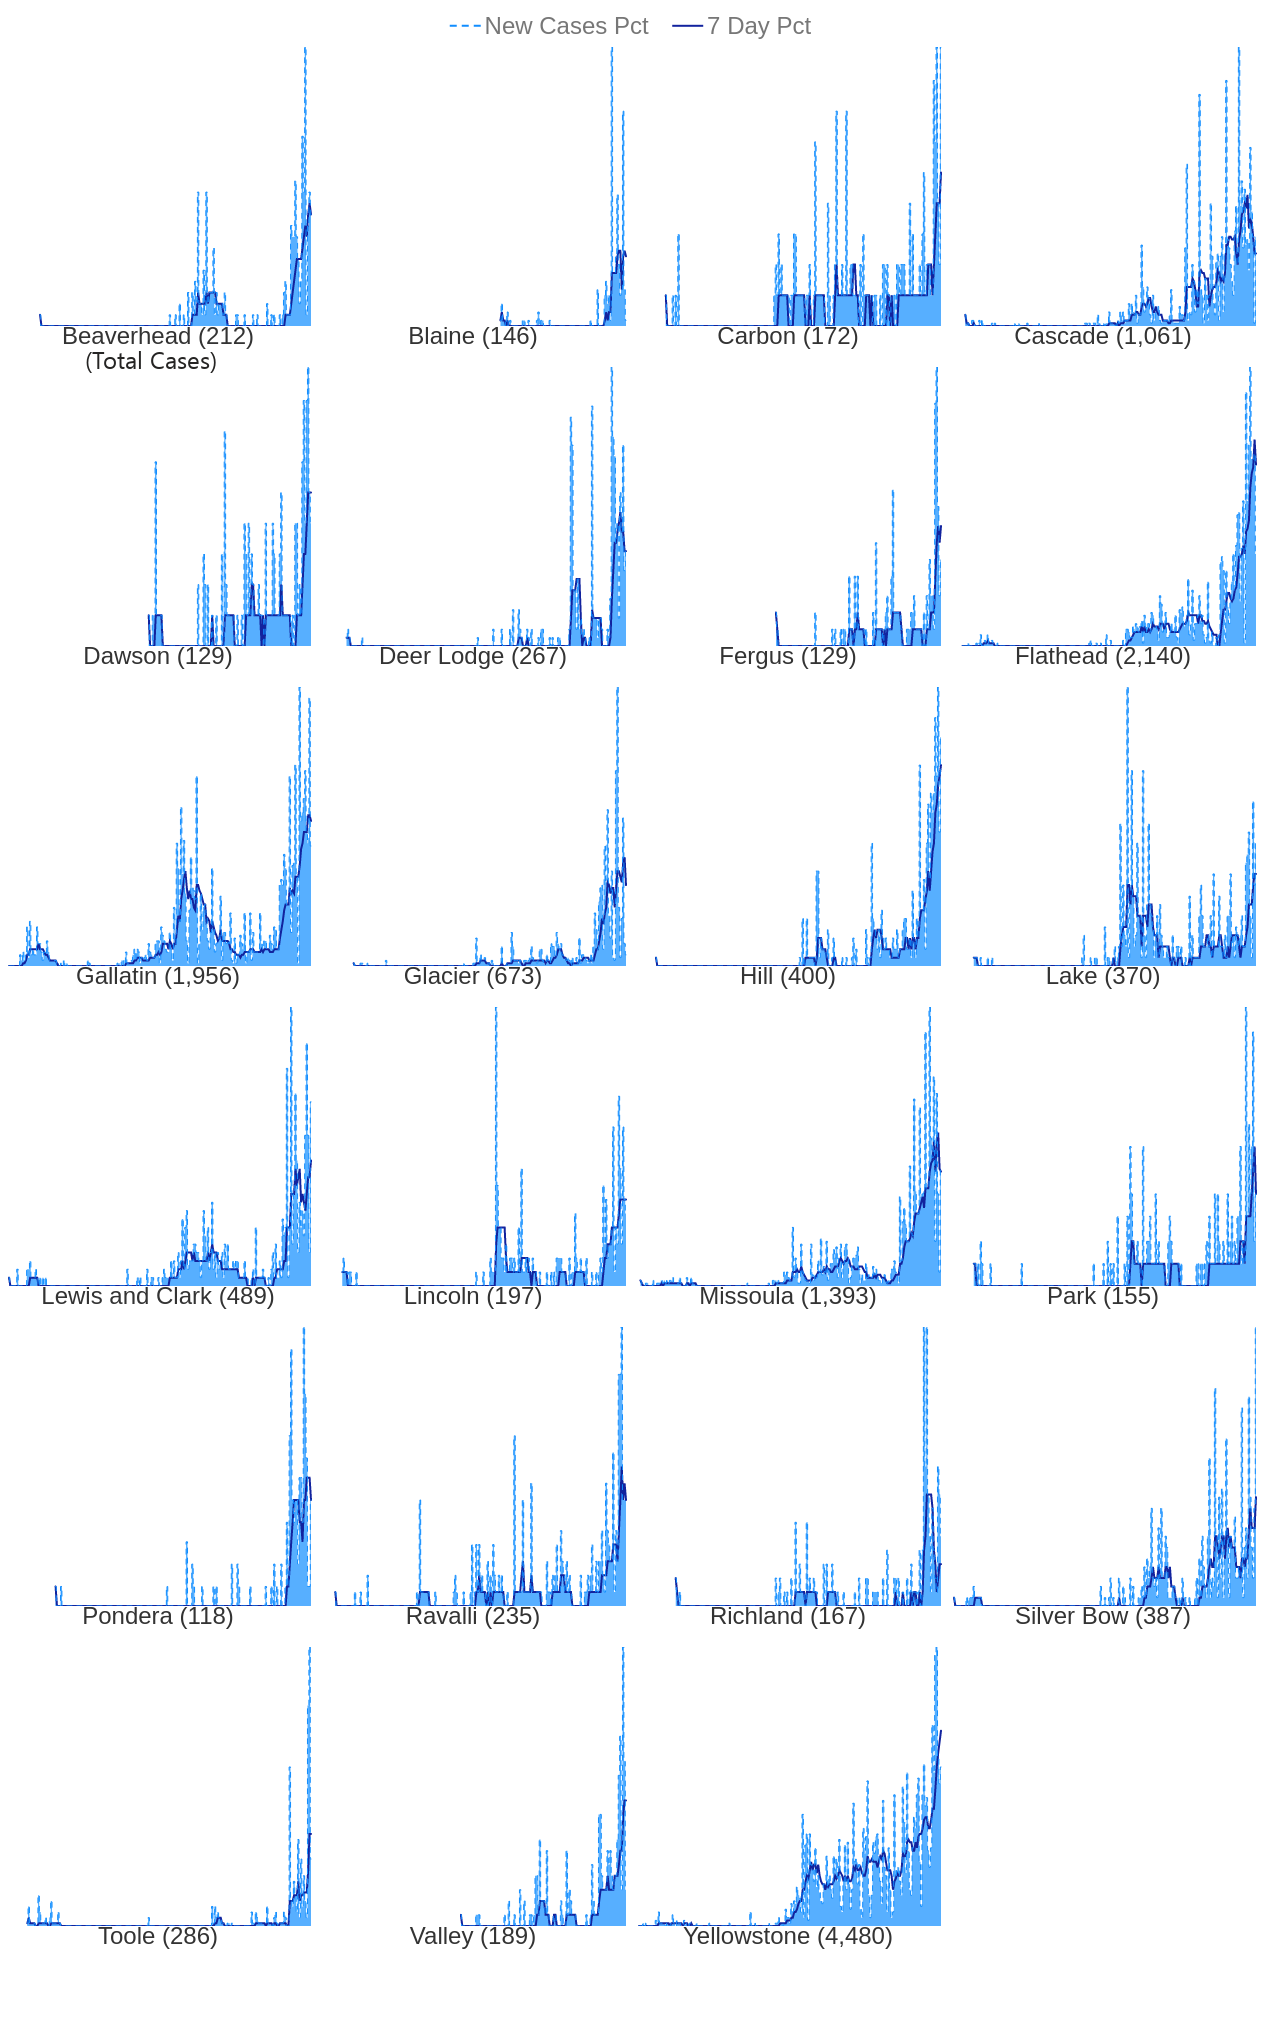 New Cases Pct 7 Day Pct
Beaverhead (212) Blaine (146) Carbon (172) Cascade (1,061)
(Total Cases)
Dawson (129) Deer Lodge (267) Fergus (129) Flathead (2,140)
Gallatin (1,956) Glacier (673) Hill (400) Lake (370)
Lewis and Clark (489) Lincoln (197) Missoula (1,393) Park (155)
Pondera (118) Ravalli (235) Richland (167) Silver Bow (387)
Toole (286) Valley (189) Yellowstone (4,480)